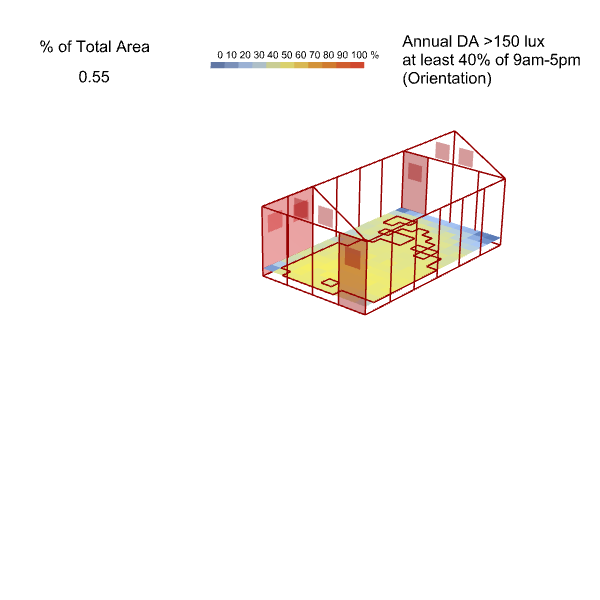 % of Total Area
0.55
0 10 20 30 40 50 60 70 80 90 100 %
Annual DA >150 lux
at least 40% of 9am-5pm
(Orientation)